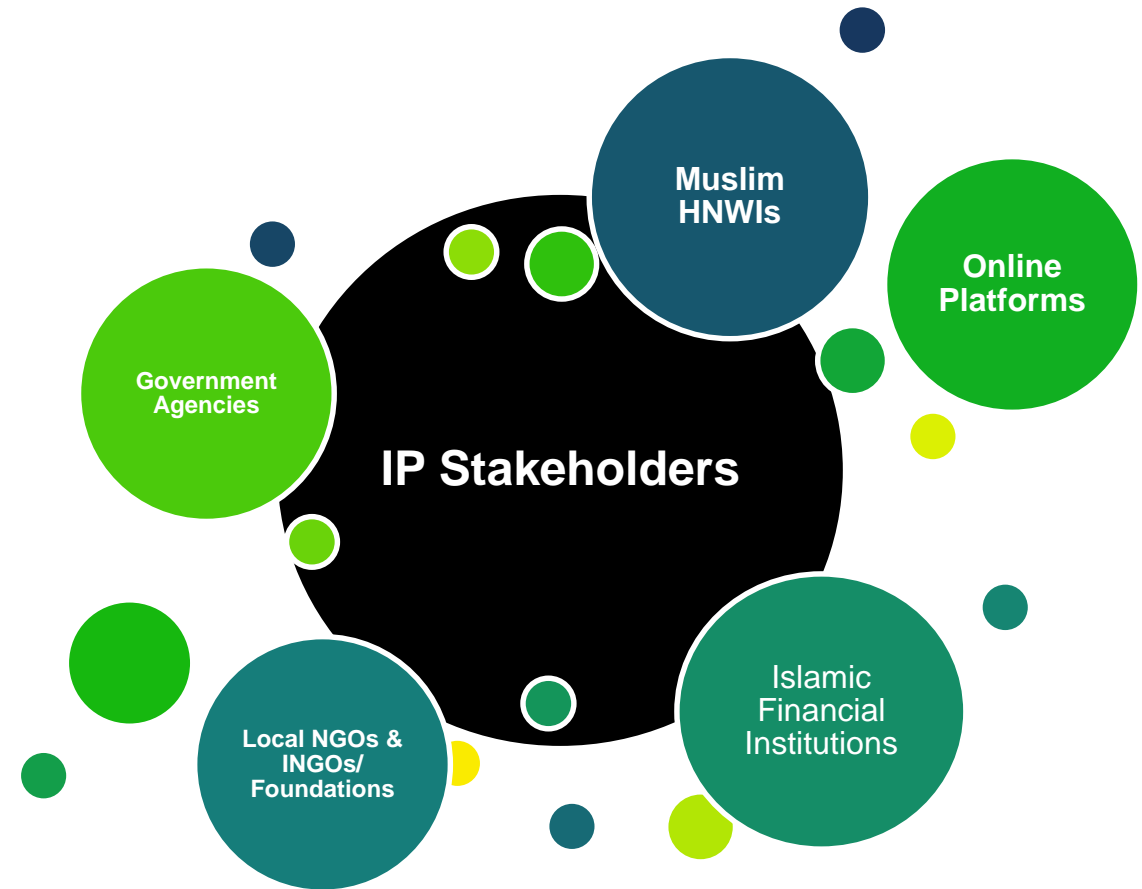 Muslim
HNWIs
Online
Platforms
Government
Agencies
IP Stakeholders
Islamic
Financial
Institutions
Local NGOs &
INGOs/
Foundations